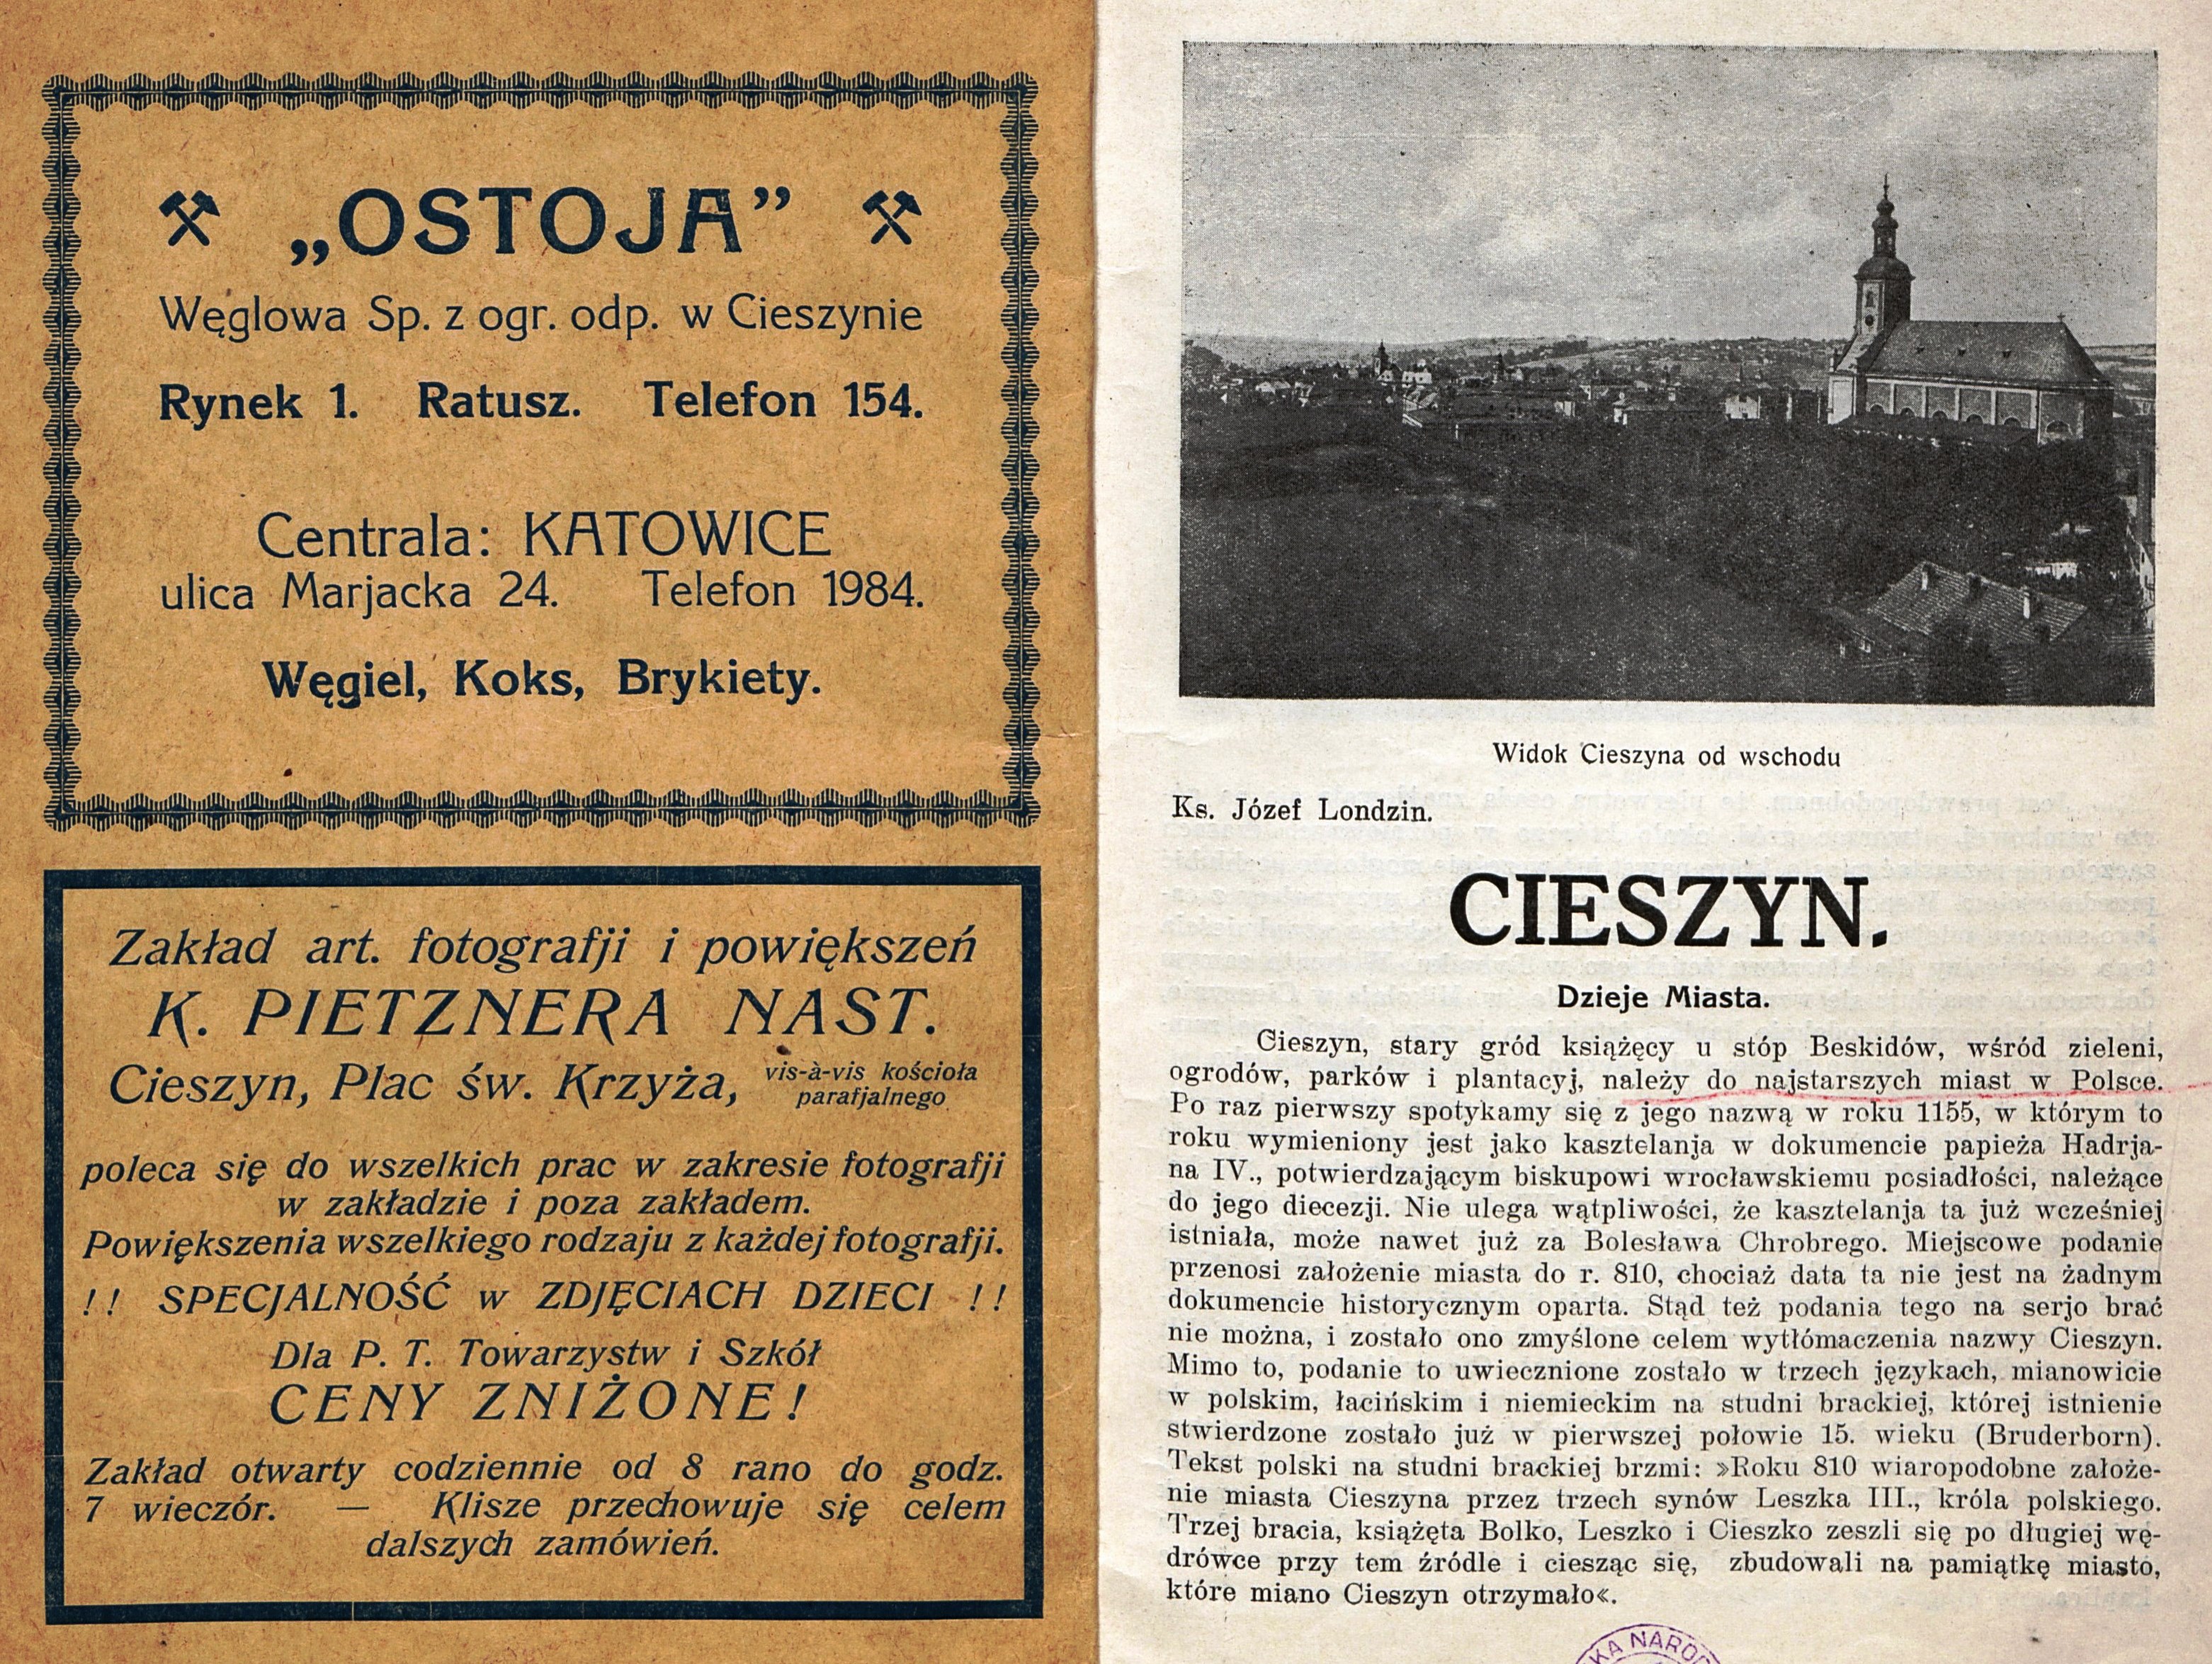 „OSTOJA”
Węglowa Sp. z ogr. odp. w Cieszynie
Rynek 1. Ratusz. Telefon 154.
Centrala: KATOWICE
ulica Marjacka 24. Telefon 1984.
Węgiel, Koks, Brykiety.
Zakład art. fotografji i powiększeń
K. PIETZNERA NAST.
Cieszyn, Plac św. Krzyża, vis-à-vis kościoła
parafjalnego
poleca się do wszelkich prac w zakresie fotografji
w zakładzie i poza zakładem.
Powiększenia wszelkiego rodzaju z każdej fotografji.
!! SPECJALNOŚĆ w ZDJĘCIACH DZIECI !!
Dla P. T. Towarzystw i Szkół
CENY ZNIŻONE!
Zakład otwarty codziennie od 8 rano do godz.
7 wieczór. — Klisze przechowuje się celem
dalszych zamówień.
Widok Cieszyna od wschodu
Ks. Józef Londzin.
CIESZYN.
Dzieje Miasta.
Cieszyn, stary gród książęcy u stóp Beskidów, wśród zieleni,
ogrodów, parków i plantacyj, należy do najstarszych miast w Polsce.
Po raz pierwszy spotykamy się z jego nazwą w roku 1155, w którym to
roku wymieniony jest jako kasztelanja w dokumencie papieża Hadrja-
na IV., potwierdzającym biskupowi wrocławskiemu posiadłości, należące
do jego diecezji. Nie ulega wątpliwości, że kasztelanja ta już wcześniej
istniała, może nawet już za Bolesława Chrobrego. Miejscowe podanie
przenosi założenie miasta do r. 810, chociaż data ta nie jest na żadnym
dokumencie historycznym oparta. Stąd też podania tego na serjo brać
nie można, i zostało ono zmyślone celem wytłómaczenia nazwy Cieszyn.
Mimo to, podanie to uwiecznione zostało w trzech językach, mianowicie
w polskim, łacińskim i niemieckim na studni brackiej, której istnienie
stwierdzone zostało już w pierwszej połowie 15. wieku (Bruderborn).
Tekst polski na studni brackiej brzmi: »Roku 810 wiaropodobne założe-
nie miasta Cieszyna przez trzech synów Leszka III., króla polskiego.
Trzej bracia, książęta Bolko, Leszko i Cieszko zeszli się po długiej wę-
drówce przy tem źródle i ciesząc się, zbudowali na pamiątkę miasto,
które miano Cieszyn otrzymało«.